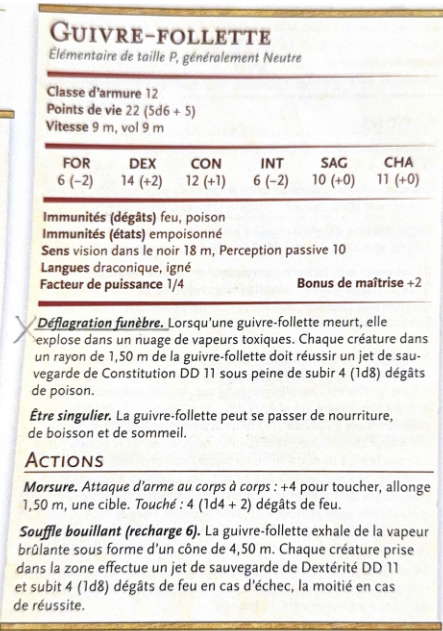 GUIVRE-FOLLETTE
Élémentaire de taille P, généralement Neutre
Classe d'armure 12
Points de vie 22 (5d6 + 5)
Vitesse 9 m, vol 9 m
FOR DEX CON INT SAG CHA
6 (–2) 14 (+2) 12 (+1) 6 (–2) 10 (+0) 11 (+0)
Immunités (dégâts) feu, poison
Immunités (états) empoisonné
Sens vision dans le noir 18 m, Perception passive 10
Langues draconique, igné
Facteur de puissance 1/4 Bonus de maîtrise +2
Déflagration funèbre. Lorsqu'une guivre-follette meurt, elle
explose dans un nuage de vapeurs toxiques. Chaque créature dans
un rayon de 1,50 m de la guivre-follette doit réussir un jet de sau-
vegarde de Constitution DD 11 sous peine de subir 4 (1d8) dégâts
de poison.
Être singulier. La guivre-follette peut se passer de nourriture,
de boisson et de sommeil.
ACTIONS
Morsure. Attaque d'arme au corps à corps : +4 pour toucher, allonge
1,50 m, une cible. Touché : 4 (1d4 + 2) dégâts de feu.
Souffle bouillant (recharge 6). La guivre-follette exhale de la vapeur
brûlante sous forme d'un cône de 4,50 m. Chaque créature prise
dans la zone effectue un jet de sauvegarde de Dextérité DD 11
et subit 4 (1d8) dégâts de feu en cas d'échec, la moitié en cas
de réussite.